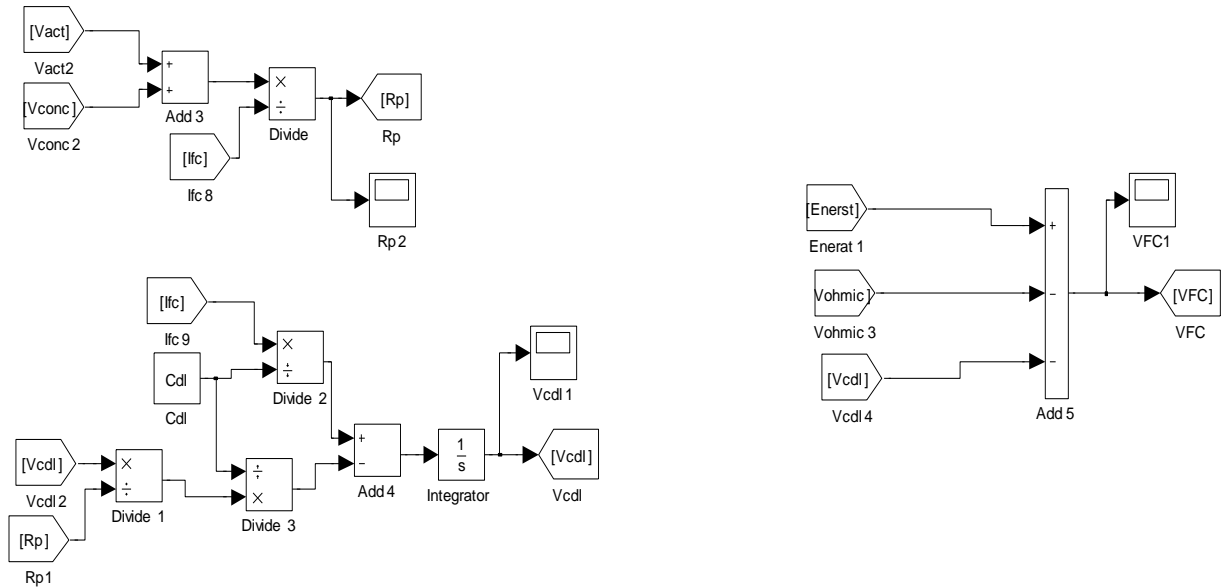 [Vact]
Vact2
[Vconc]
Vconc 2
+
+
Add 3
[Ifc]
Ifc 8
×
÷
Divide
[Rp]
Rp
Rp 2
[Ifc]
Ifc 9
Cdl
Cdl
×
÷
Divide 2
[Vcdl]
Vcdl 2
[Rp]
Rp1
×
÷
Divide 1
÷
×
Divide 3
+
−
Add 4
1
s
Integrator
Vcdl 1
[Vcdl]
Vcdl
[Enerst]
Enerat 1
Vohmic]
Vohmic 3
[Vcdl]
Vcdl 4
+
−
−
Add 5
VFC1
[VFC]
VFC